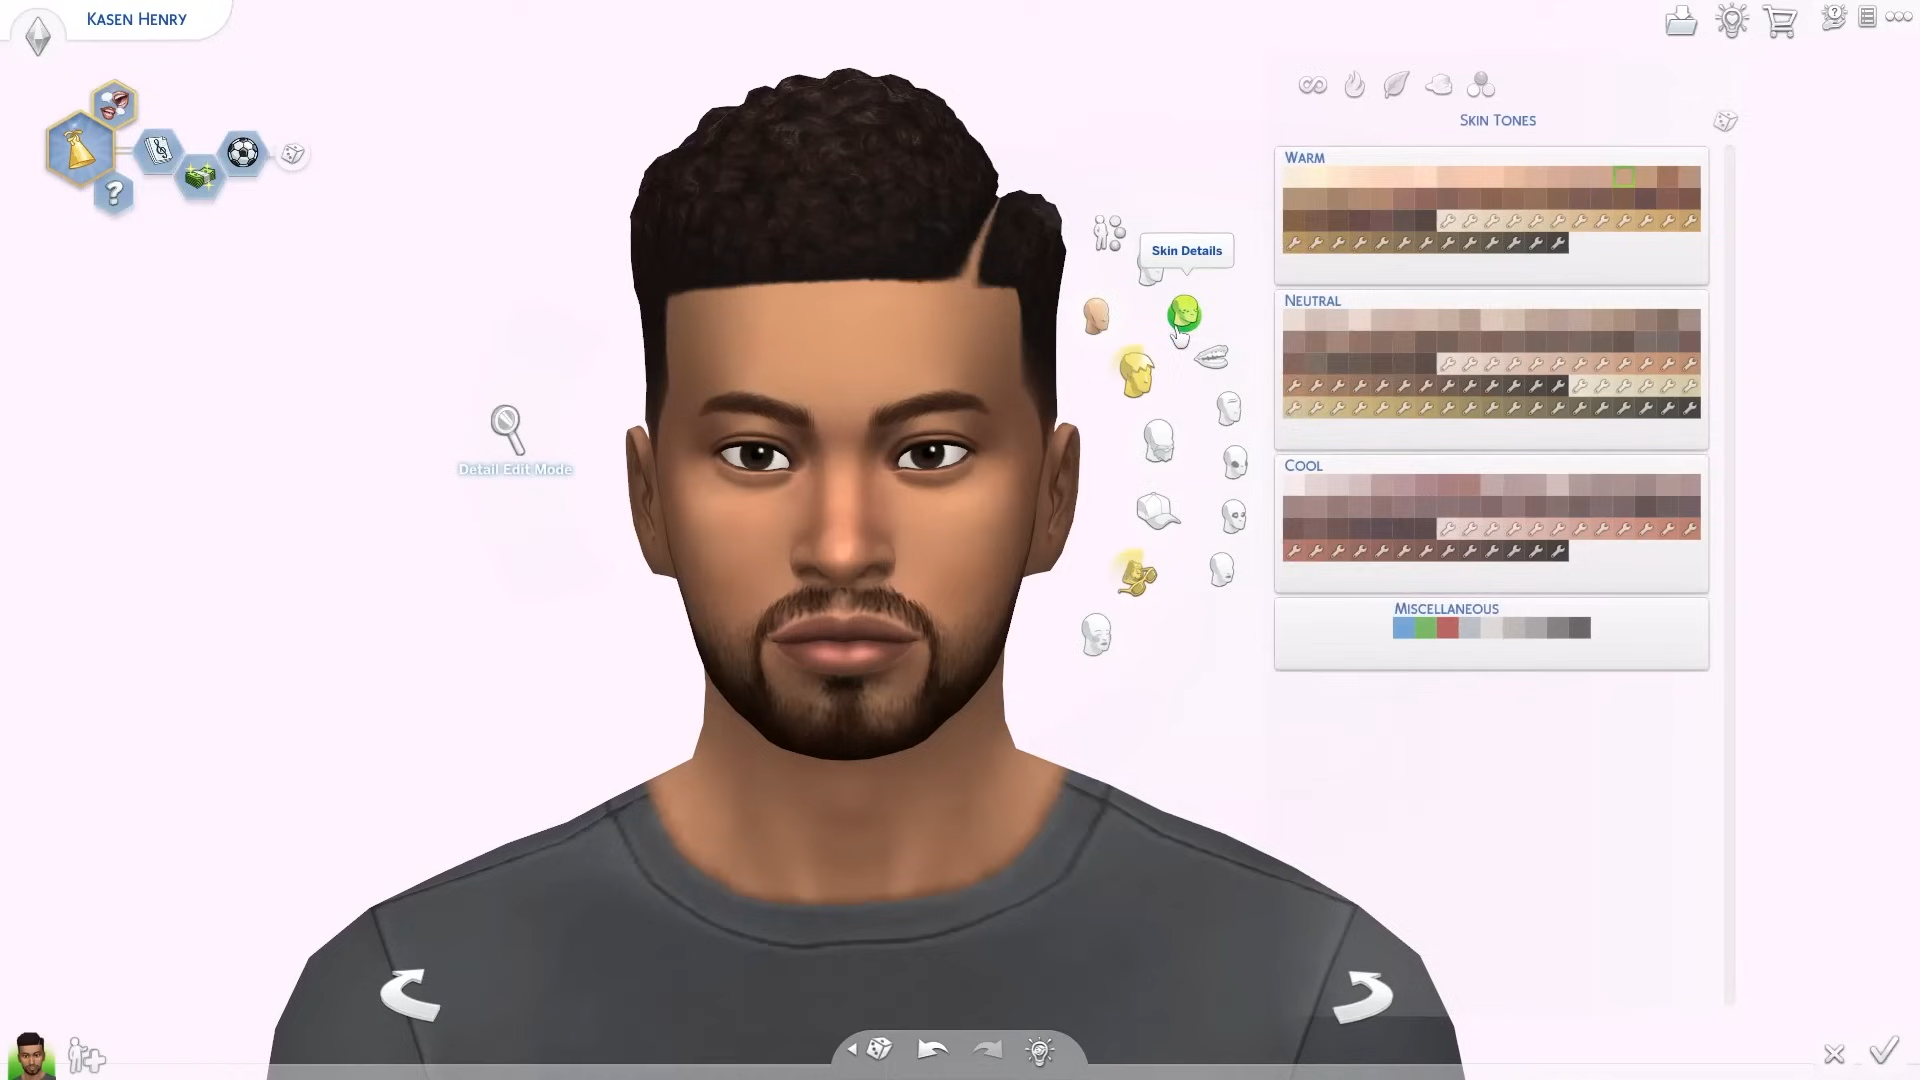 Kasen Henry
Skin Tones
Warm
Skin Details
Neutral
Detail Edit Mode
Cool
Miscellaneous